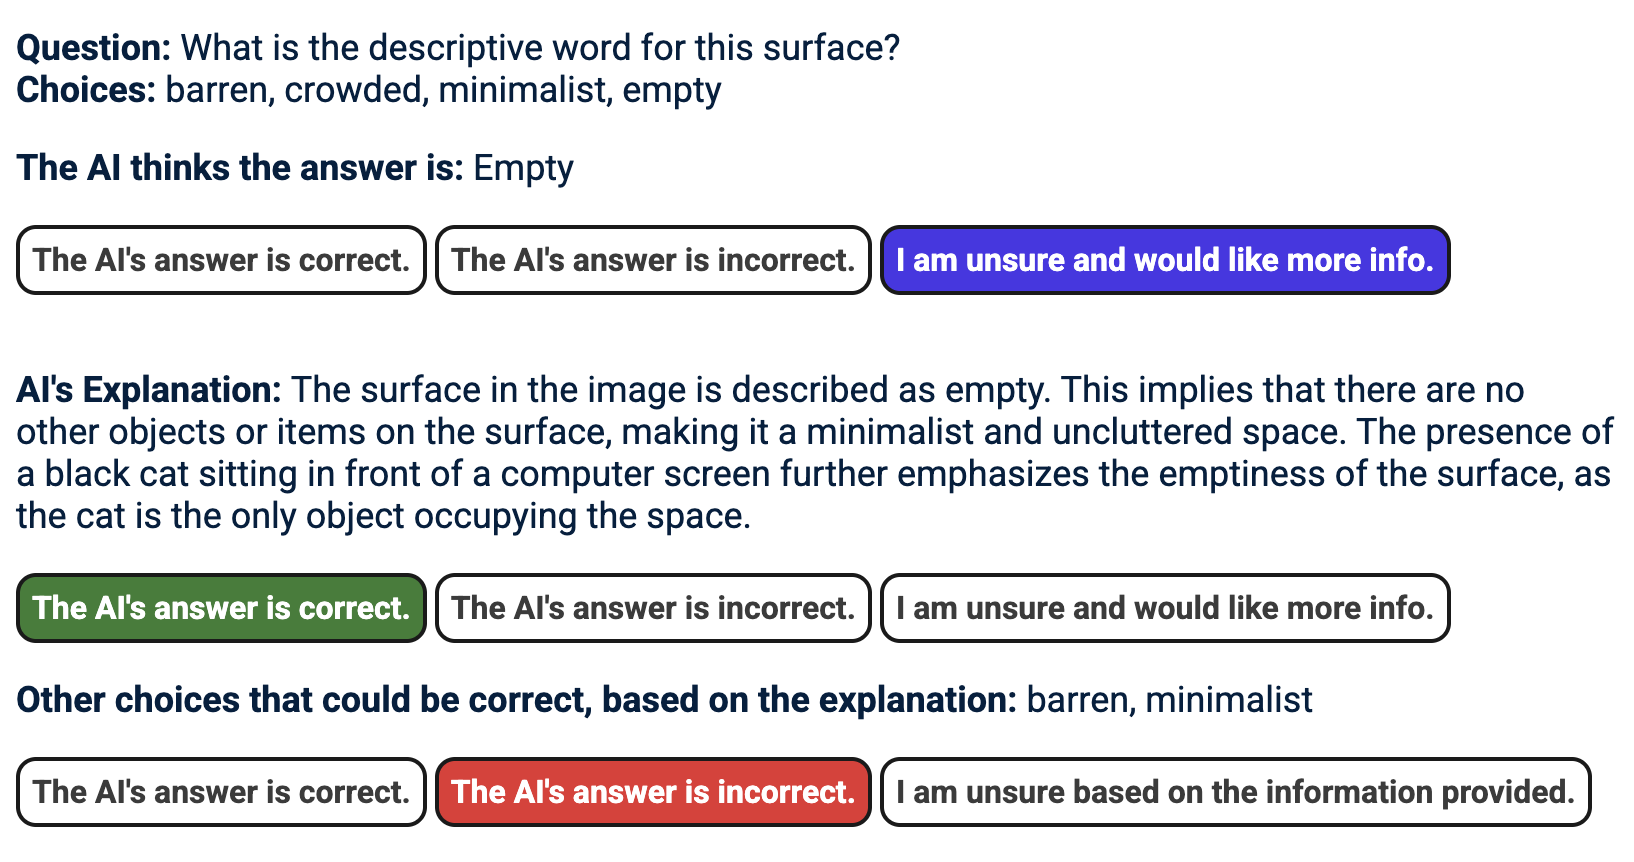 Question: What is the descriptive word for this surface?
Choices: barren, crowded, minimalist, empty
The AI thinks the answer is: Empty
The AI's answer is correct. The AI's answer is incorrect. I am unsure and would like more info.
AI's Explanation: The surface in the image is described as empty. This implies that there are no
other objects or items on the surface, making it a minimalist and uncluttered space. The presence of
a black cat sitting in front of a computer screen further emphasizes the emptiness of the surface, as
the cat is the only object occupying the space.
The AI's answer is correct. The AI's answer is incorrect. I am unsure and would like more info.
Other choices that could be correct, based on the explanation: barren, minimalist
The AI's answer is correct. The AI's answer is incorrect. I am unsure based on the information provided.